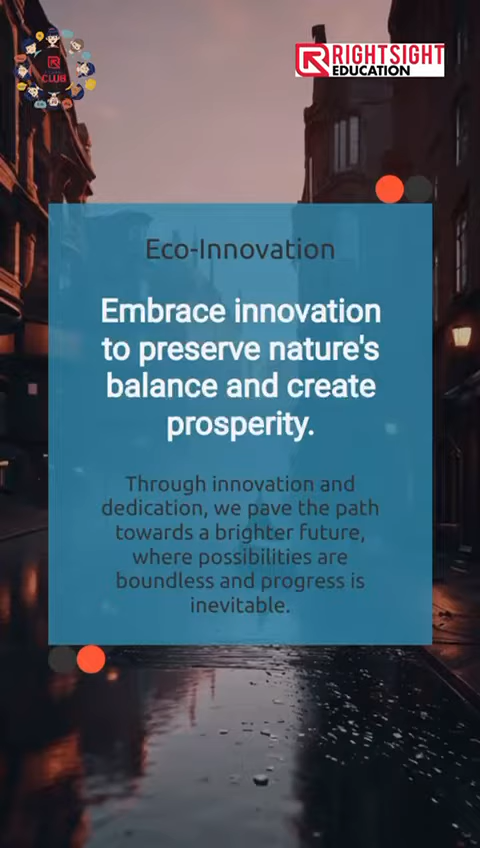 CLUB
RIGHTSIGHT
EDUCATION
Eco-Innovation
Embrace innovation
to preserve nature's
balance and create
prosperity.
Through innovation and
dedication, we pave the path
towards a brighter future,
where possibilities are
boundless and progress is
inevitable.